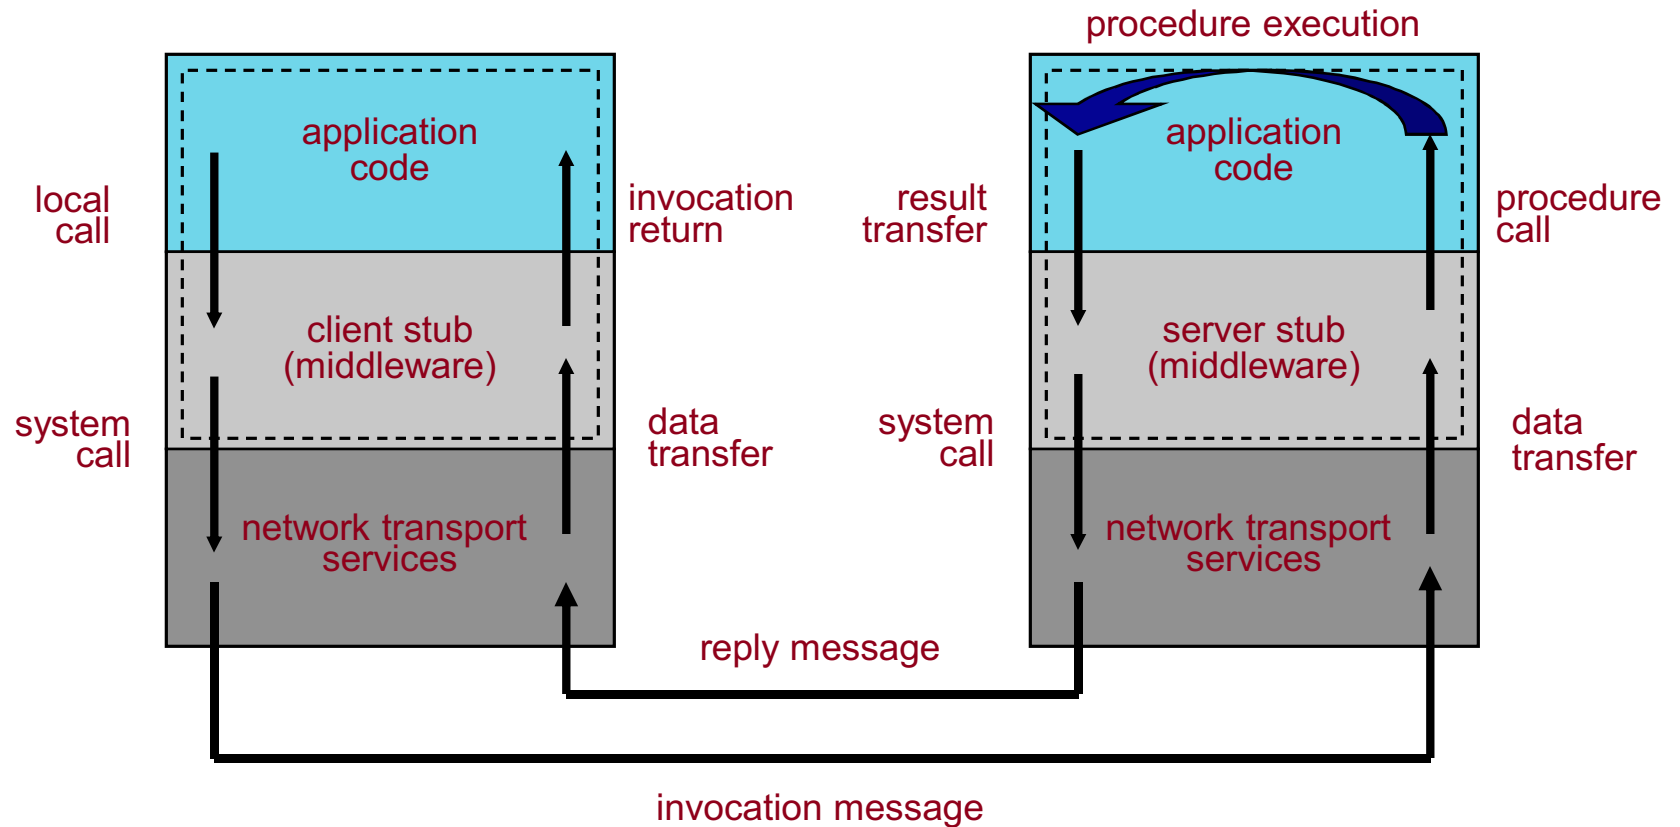 procedure execution
application
code
application
code
local
call
invocation
return
result
transfer
procedure
call
client stub
(middleware)
server stub
(middleware)
system
call
data
transfer
system
call
data
transfer
network transport
services
network transport
services
reply message
invocation message